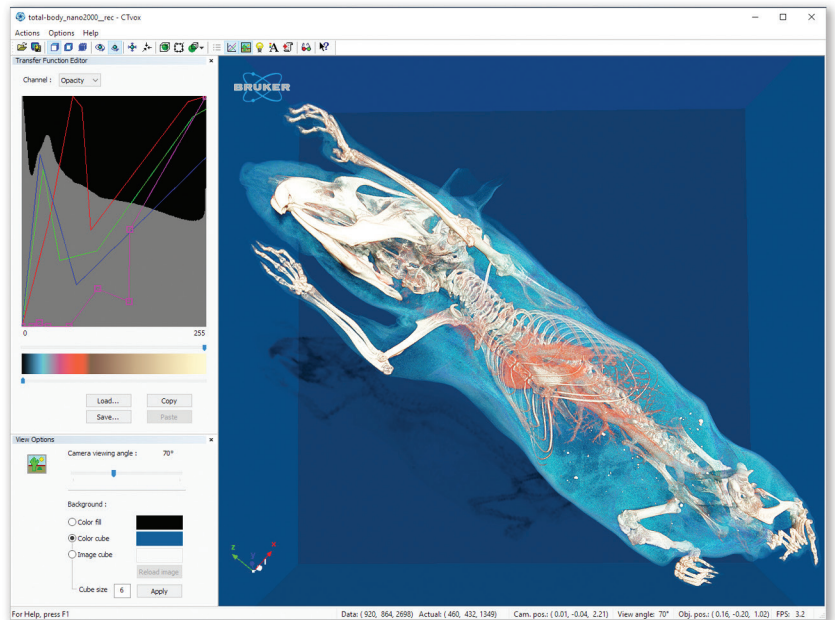 total-body_nano2000__rec - CTvox
Actions Options Help
Transfer Function Editor
Channel : Opacity
0 255
Load... Copy
Save... Paste
View Options
Camera viewing angle : 70°
Background :
Color fill
Color cube
Image cube
Reload image
Cube size 6 Apply
BRUKER
z
x
For Help, press F1 Data: ( 920, 864, 2698) Actual: ( 460, 432, 1349) Cam. pos.: ( 0.01, -0.04, 2.21) View angle: 70° Obj. pos.: ( 0.16, -0.20, 1.02) FPS: 3.2